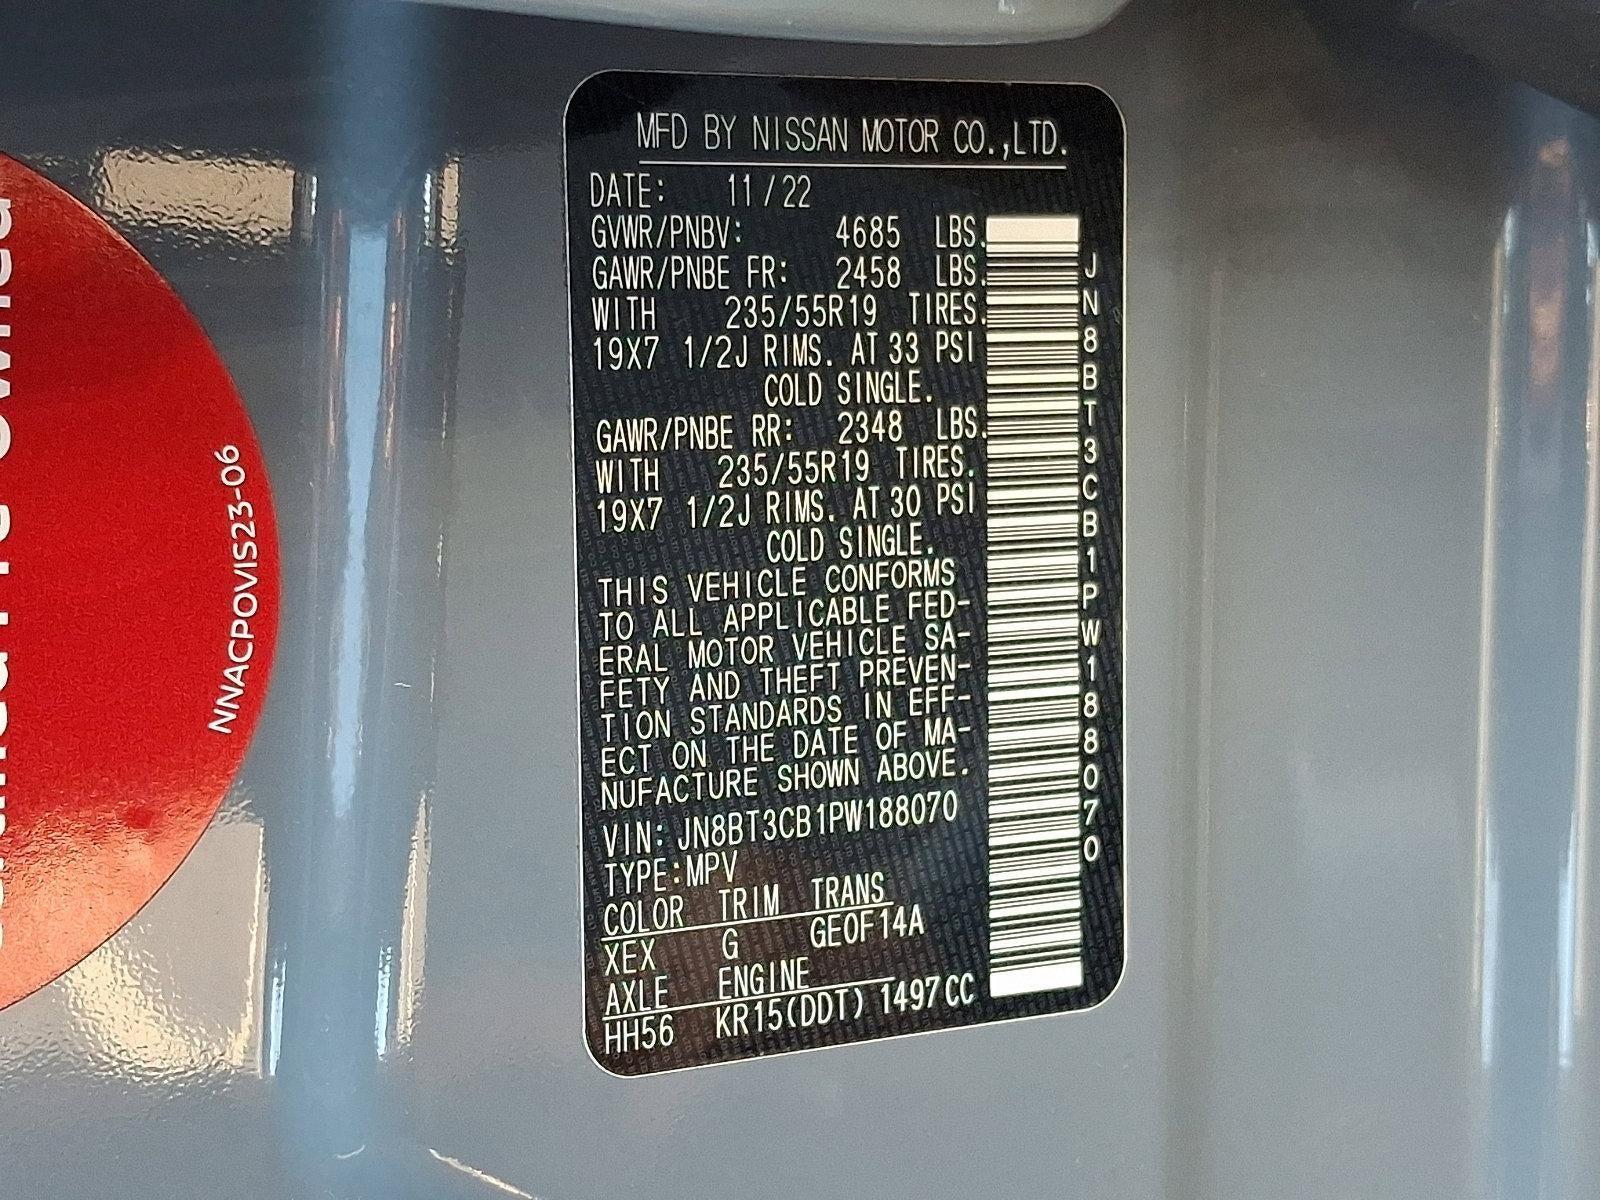 MFD BY NISSAN MOTOR CO.,LTD.
DATE: 11/22
GVWR/PNBV: 4685 LBS.
GAWR/PNBE FR: 2458 LBS.
WITH 235/55R19 TIRES.
19X7 1/2J RIMS. AT 33 PSI
COLD SINGLE.
GAWR/PNBE RR: 2348 LBS.
WITH 235/55R19 TIRES.
19X7 1/2J RIMS. AT 30 PSI
COLD SINGLE.
THIS VEHICLE CONFORMS
TO ALL APPLICABLE FED-
ERAL MOTOR VEHICLE SA-
FETY AND THEFT PREVEN-
TION STANDARDS IN EFF-
ECT ON THE DATE OF MA-
NUFACTURE SHOWN ABOVE.
VIN: JN8BT3CB1PW188070
TYPE:MPV
COLOR TRIM TRANS
XEX G GE0F14A
AXLE ENGINE
HH56 KR15(DDT) 1497CC
JN8BT3CB1PW188070
NNACPOVIS23-06